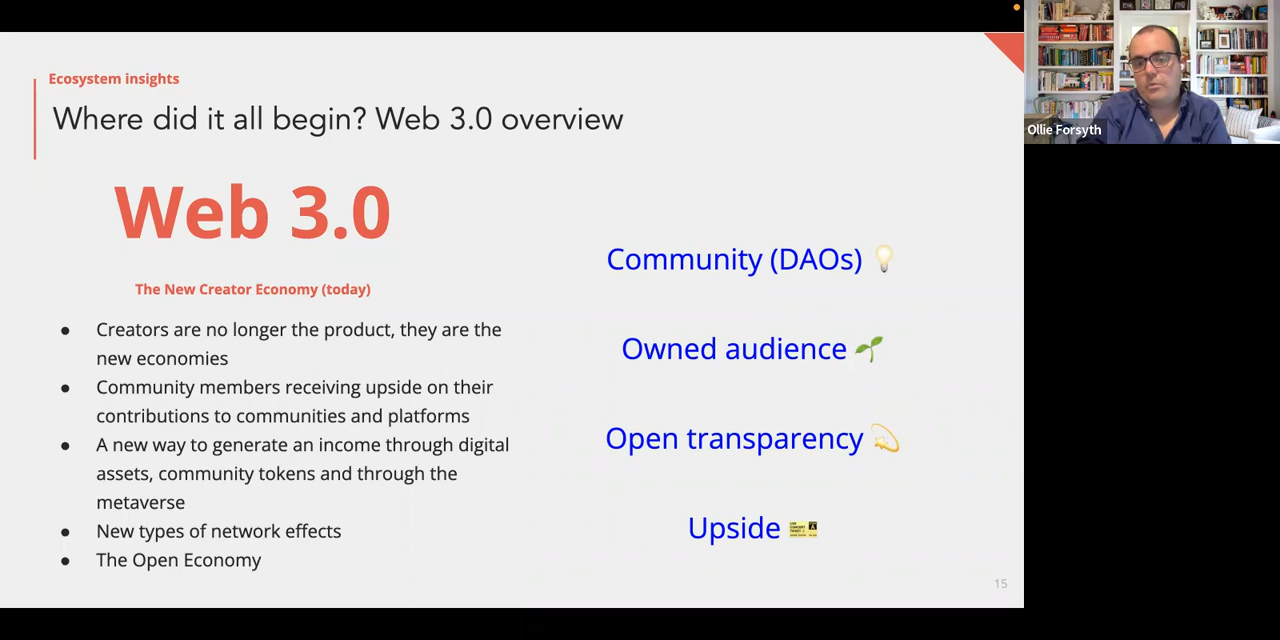 Ecosystem insights
Where did it all begin? Web 3.0 overview
Web 3.0
The New Creator Economy (today)
● Creators are no longer the product, they are the
new economies
● Community members receiving upside on their
contributions to communities and platforms
● A new way to generate an income through digital
assets, community tokens and through the
metaverse
● New types of network effects
● The Open Economy
Community (DAOs) 💡
Owned audience 🌱
Open transparency 💫
Upside 🎫
15
Ollie Forsyth